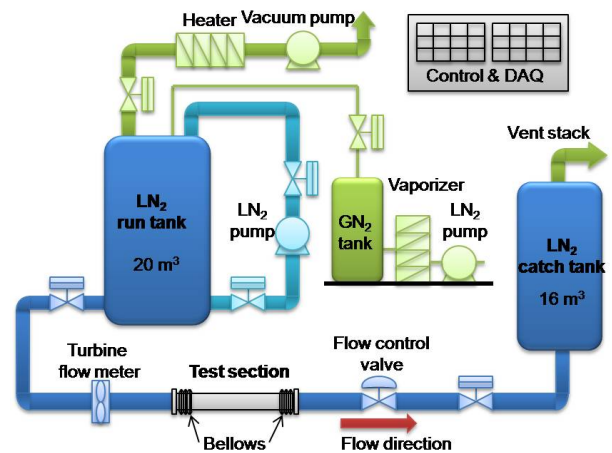 Heater
Vacuum pump
Control & DAQ
Vent stack
LN₂
run tank
20 m³
LN₂
pump
GN₂
tank
Vaporizer
LN₂
pump
LN₂
catch tank
16 m³
Turbine
flow meter
Test section
Flow control
valve
Bellows
Flow direction